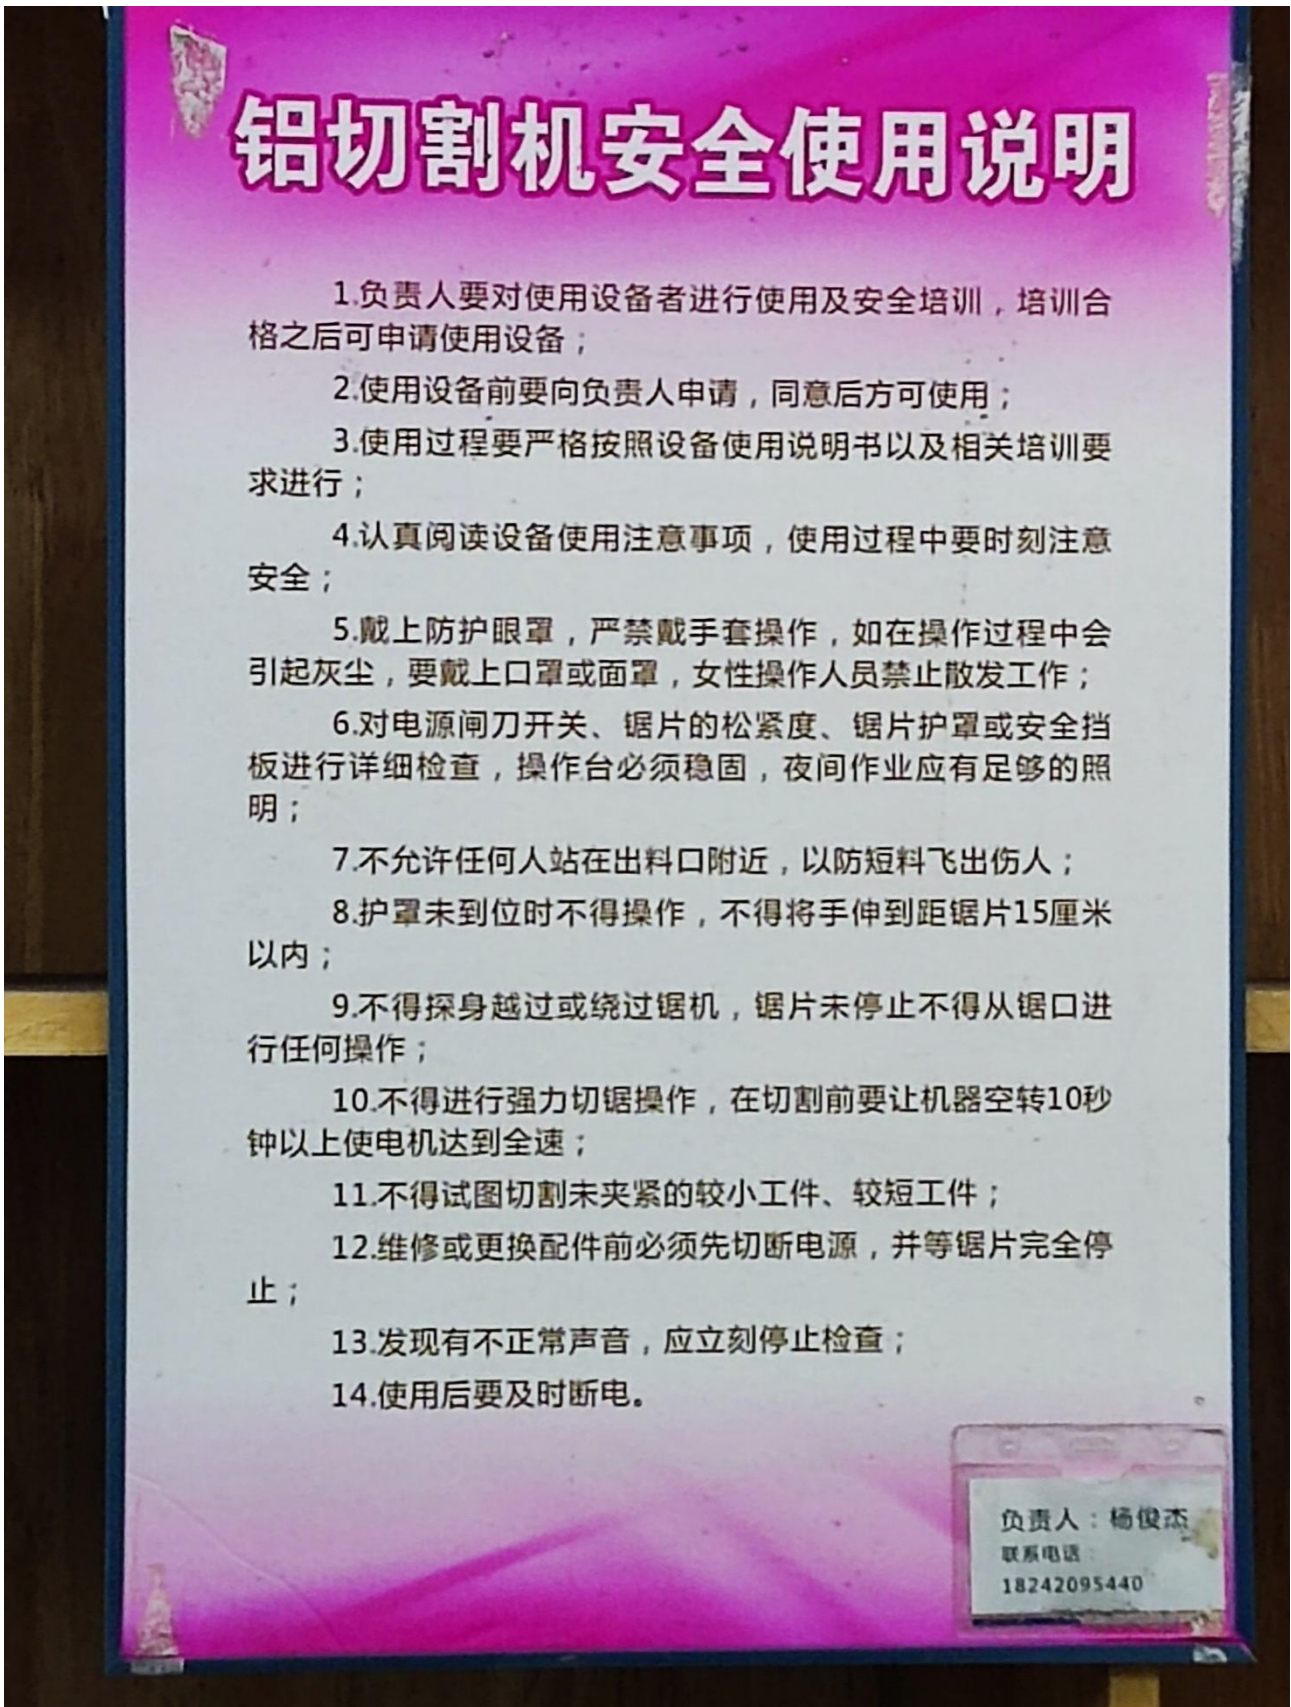 铝切割机安全使用说明
1.负责人要对使用设备者进行使用及安全培训，培训合
格之后可申请使用设备；
2.使用设备前要向负责人申请，同意后方可使用；
3.使用过程要严格按照设备使用说明书以及相关培训要
求进行；
4.认真阅读设备使用注意事项，使用过程中要时刻注意
安全；
5.戴上防护眼罩，严禁戴手套操作，如在操作过程中会
引起灰尘，要戴上口罩或面罩，女性操作人员禁止散发工作；
6.对电源闸刀开关、锯片的松紧度、锯片护罩或安全挡
板进行详细检查，操作台必须稳固，夜间作业应有足够的照
明；
7.不允许任何人站在出料口附近，以防短料飞出伤人；
8.护罩未到位时不得操作，不得将手伸到距锯片15厘米
以内；
9.不得探身越过或绕过锯机，锯片未停止不得从锯口进
行任何操作；
10.不得进行强力切锯操作，在切割前要让机器空转10秒
钟以上使电机达到全速；
11.不得试图切割未夹紧的较小工件、较短工件；
12.维修或更换配件前必须先切断电源，并等锯片完全停
止；
13.发现有不正常声音，应立刻停止检查；
14.使用后要及时断电。
负责人：杨俊杰
联系电话：
18242095440